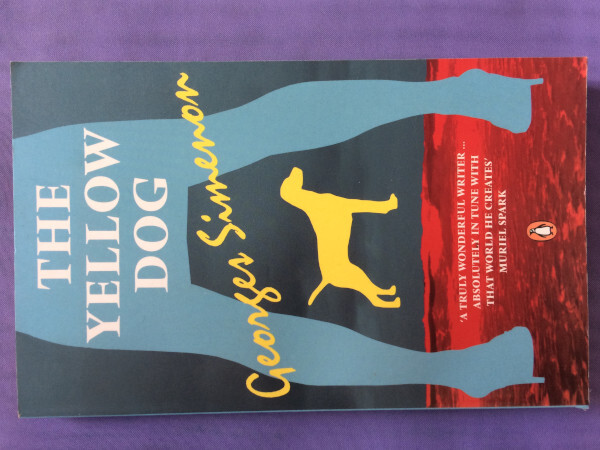 THE
YELLOW
DOG
Georges Simenon
'A TRULY WONDERFUL WRITER ...
ABSOLUTELY IN TUNE WITH
THAT WORLD HE CREATES'
MURIEL SPARK